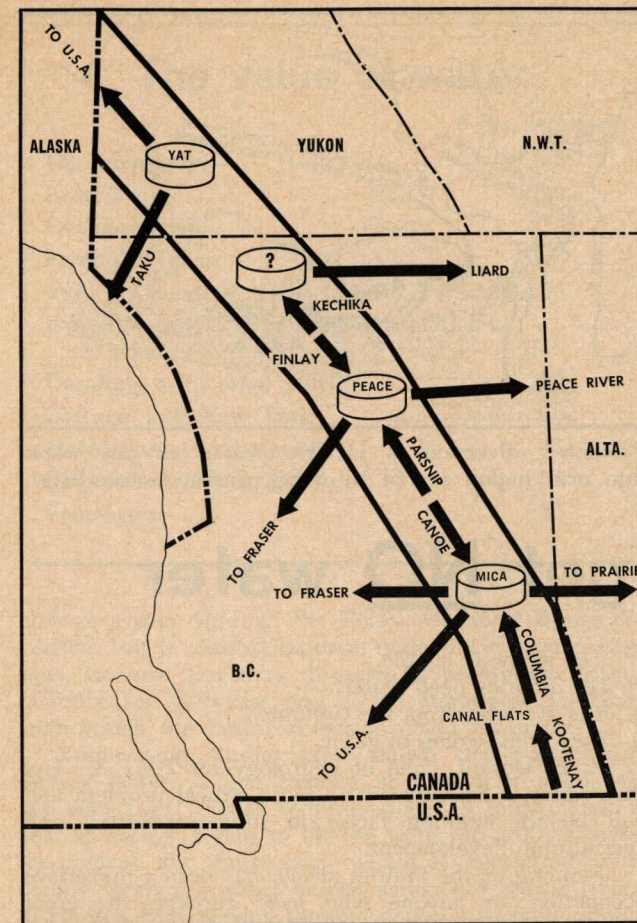 TO U.S.A.
ALASKA
YUKON
N.W.T.
YAT
TAKU
?
LIARD
KECHIKA
FINLAY
PEACE
PEACE RIVER
ALTA.
PARSNIP
CANOE
TO FRASER
MICA
TO FRASER
TO PRAIRIE
B.C.
COLUMBIA
CANAL FLATS
KOOTENAY
TO U.S.A.
CANADA
U.S.A.